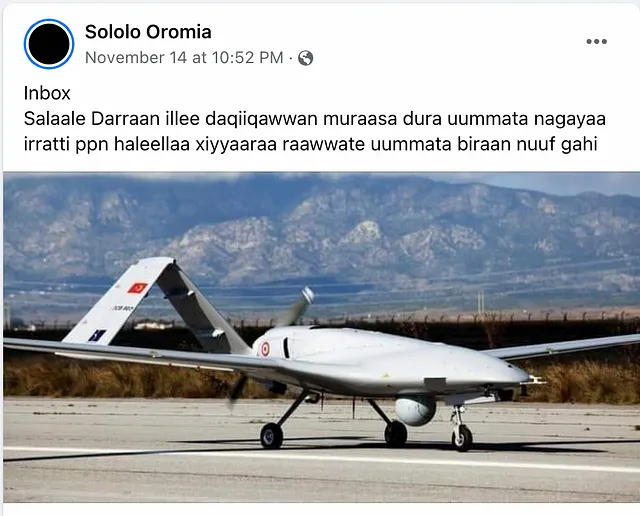 Sololo Oromia
November 14 at 10:52 PM ·
Inbox
Salaale Darraan illee daqiiqawwan muraasa dura uummata nagayaa
irratti ppn haleellaa xiyyaaraa raawwate uummata biraan nuuf gahi